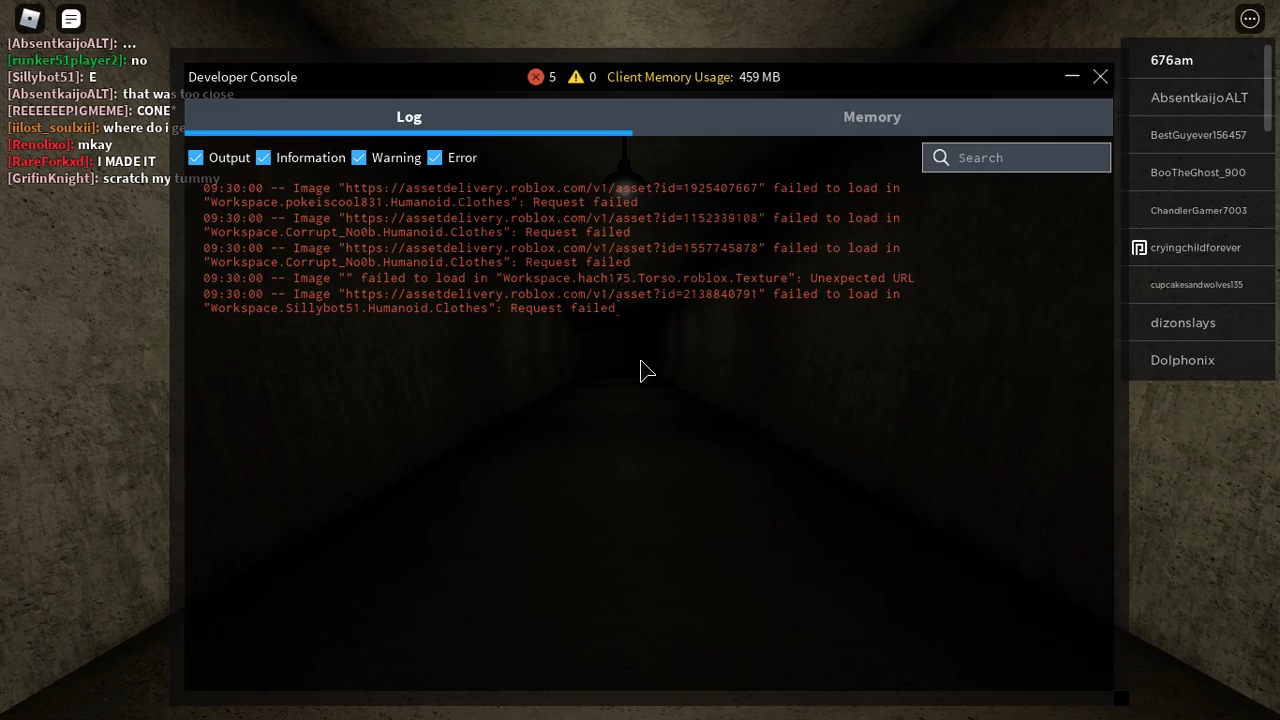 [AbsentkaijoALT]: ...
[runker51player2]: no
[Sillybot51]: E
[AbsentkaijoALT]: that was too close
[REEEEEEPIGMEME]: CONE*
[iilost_soulxii]: where do i ge
[Renolixo]: mkay
[RareForkxd]: I MADE IT
[GrifinKnight]: scratch my tummy
Developer Console
5
0
Client Memory Usage: 459 MB
Log
Memory
Output
Information
Warning
Error
Search
09:30:00 -- Image "https://assetdelivery.roblox.com/v1/asset?id=1925407667" failed to load in
"Workspace.pokeiscool831.Humanoid.Clothes": Request failed
09:30:00 -- Image "https://assetdelivery.roblox.com/v1/asset?id=1152339108" failed to load in
"Workspace.Corrupt_No0b.Humanoid.Clothes": Request failed
09:30:00 -- Image "https://assetdelivery.roblox.com/v1/asset?id=1557745878" failed to load in
"Workspace.Corrupt_No0b.Humanoid.Clothes": Request failed
09:30:00 -- Image "" failed to load in "Workspace.hach175.Torso.roblox.Texture": Unexpected URL
09:30:00 -- Image "https://assetdelivery.roblox.com/v1/asset?id=2138840791" failed to load in
"Workspace.Sillybot51.Humanoid.Clothes": Request failed
676am
AbsentkaijoALT
BestGuyever156457
BooTheGhost_900
ChandlerGamer7003
cryingchildforever
cupcakesandwolves135
dizonslays
Dolphonix